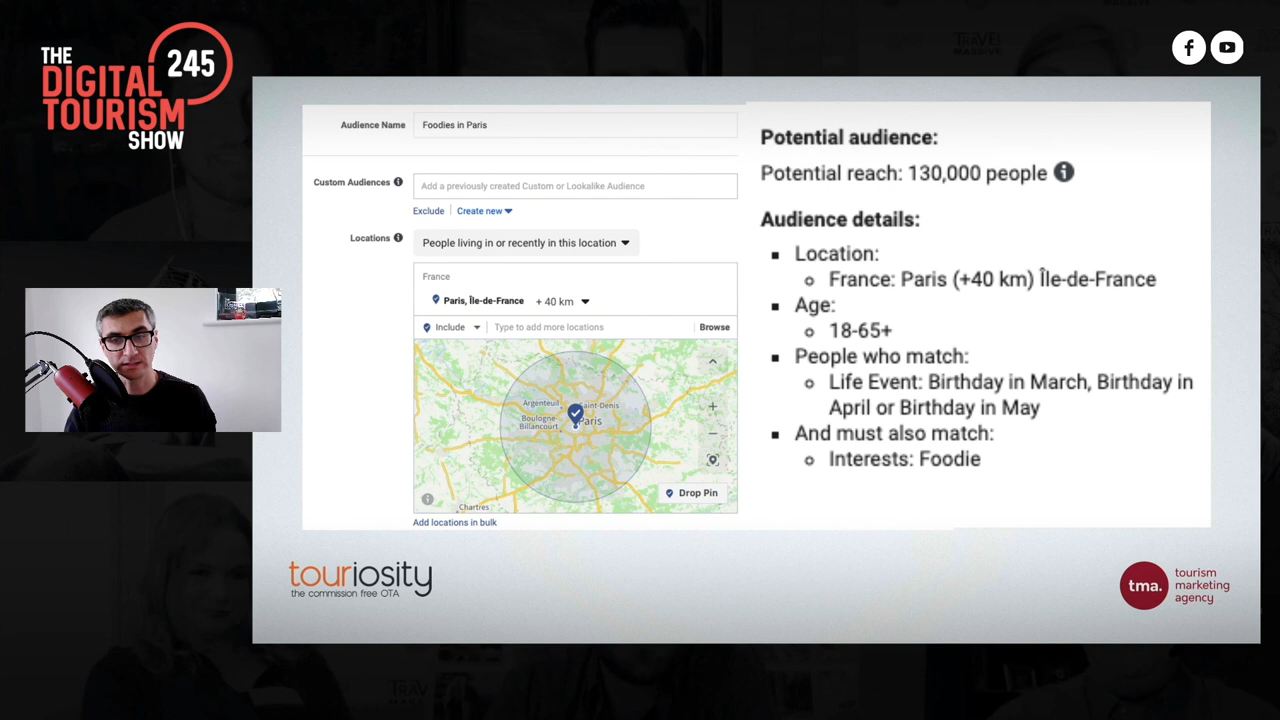 THE
DIGITAL
TOURISM
SHOW
245
Audience Name
Foodies in Paris
Custom Audiences
Add a previously created Custom or Lookalike Audience
Exclude
Create new
Locations
People living in or recently in this location
France
Paris, Île-de-France
+ 40 km
Include
Type to add more locations
Browse
Argenteuil
Saint-Denis
Boulogne-
Billancourt
Paris
Chartres
Drop Pin
Add locations in bulk
Potential audience:
Potential reach: 130,000 people
Audience details:
Location:
France: Paris (+40 km) Île-de-France
Age:
18-65+
People who match:
Life Event: Birthday in March, Birthday in
April or Birthday in May
And must also match:
Interests: Foodie
touriosity
the commission free OTA
tma.
tourism
marketing
agency
TRAVEL
MASSIVE